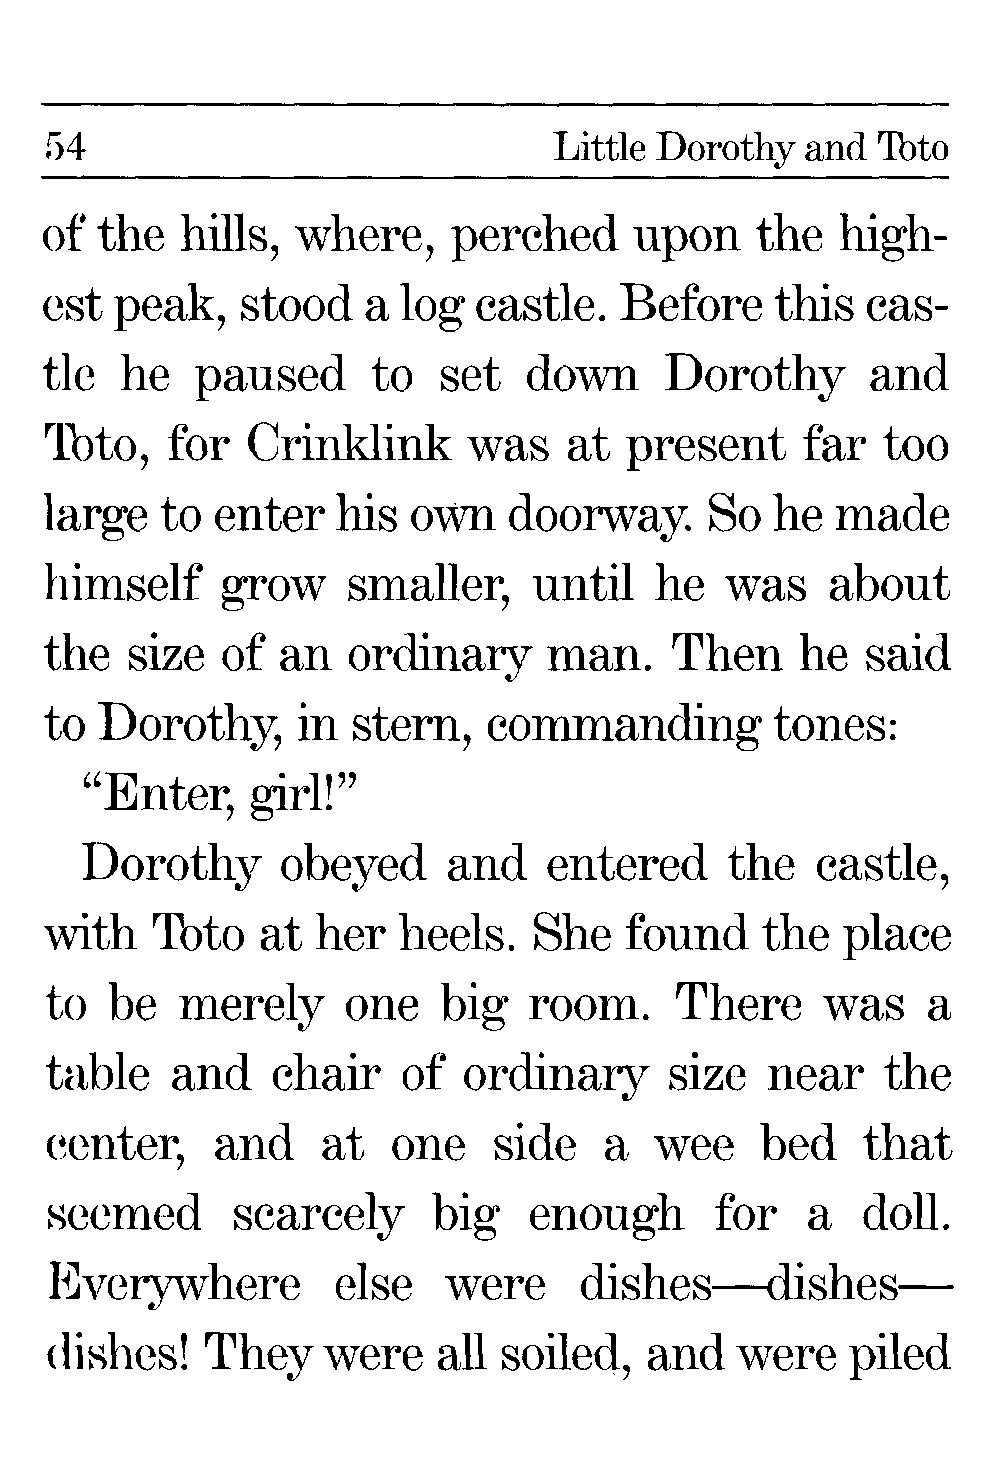 54 Little Dorothy and Toto
of the hills, where, perched upon the high-
est peak, stood a log castle. Before this cas-
tle he paused to set down Dorothy and
Toto, for Crinklink was at present far too
large to enter his own doorway. So he made
himself grow smaller, until he was about
the size of an ordinary man. Then he said
to Dorothy, in stern, commanding tones:
“Enter, girl!”
Dorothy obeyed and entered the castle,
with Toto at her heels. She found the place
to be merely one big room. There was a
table and chair of ordinary size near the
center, and at one side a wee bed that
seemed scarcely big enough for a doll.
Everywhere else were dishes—dishes—
dishes! They were all soiled, and were piled